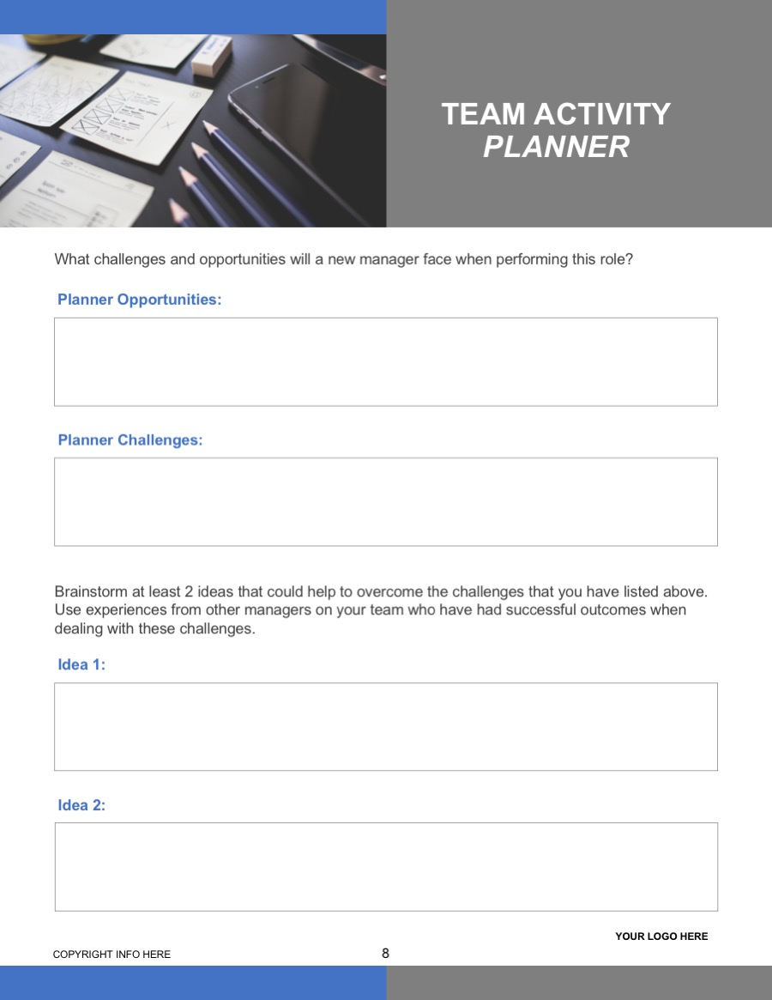 TEAM ACTIVITY
PLANNER
What challenges and opportunities will a new manager face when performing this role?
Planner Opportunities:
Planner Challenges:
Brainstorm at least 2 ideas that could help to overcome the challenges that you have listed above.
Use experiences from other managers on your team who have had successful outcomes when
dealing with these challenges.
Idea 1:
Idea 2:
YOUR LOGO HERE
COPYRIGHT INFO HERE
8